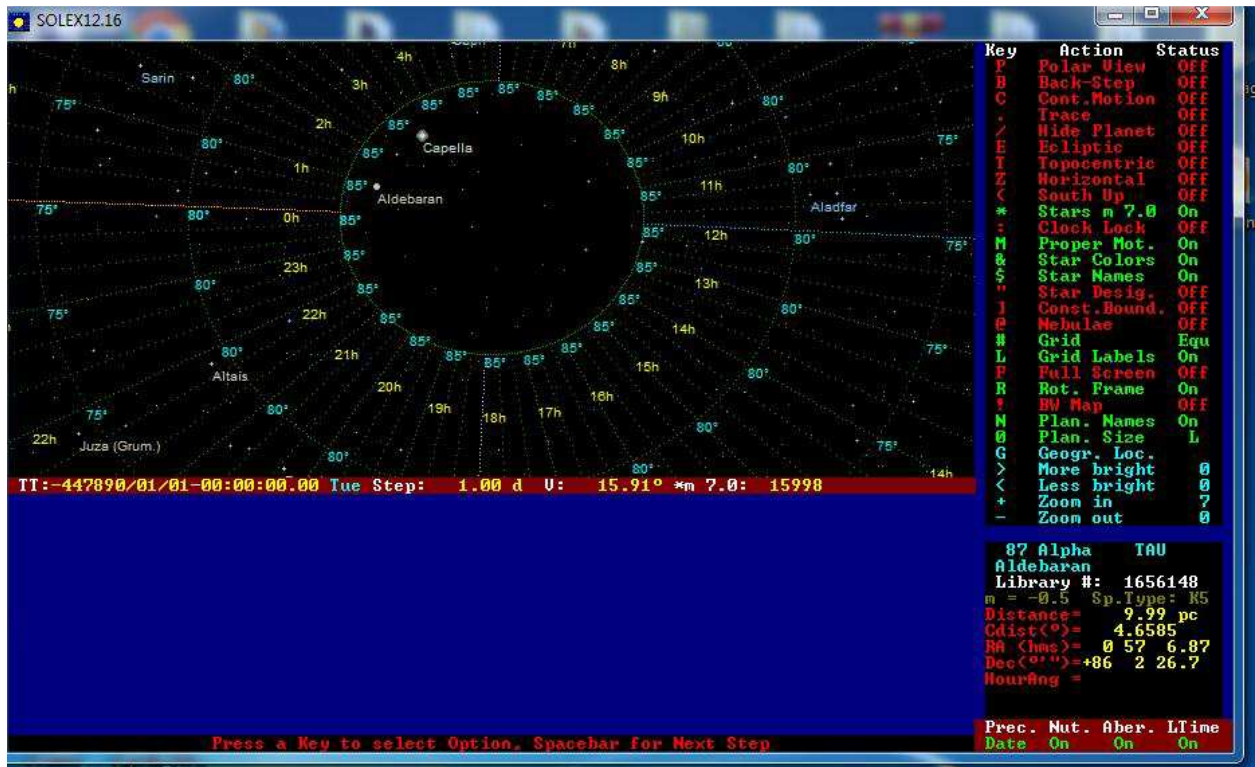 SOLEX12.16
4h
8h
Sarin
80°
3h
85°
85°
85°
85°
9h
80°
75°
85°
85°
2h
85°
85°
10h
75°
80°
Capella
85°
85°
1h
80°
85°
11h
Aldebaran
85°
Aladfar
75°
80°
0h
85°
85°
12h
80°
75°
85°
23h
85°
80°
85°
13h
75°
22h
85°
80°
85°
14h
80°
21h
85°
85°
85°
85°
85°
75°
Altais
20h
15h
80°
75°
80°
19h
18h
17h
16h
80°
22h
Juza (Grum.)
80°
80°
75°
14h
TT:-447890/01/01-00:00:00.00 Tue Step: 1.00 d V: 15.91° *m 7.0: 15998
Press a Key to select Option, Spacebar for Next Step
Key Action Status
P Polar View Off
B Back-Step Off
C Cont.Motion Off
. Trace Off
/ Hide Planet Off
E Ecliptic Off
T Topocentric Off
Z Horizontal Off
( South Up Off
* Stars m 7.0 On
: Clock Lock Off
M Proper Mot. On
& Star Colors On
$ Star Names On
" Star Desig. Off
] Const.Bound. Off
@ Nebulae Off
# Grid Equ
L Grid Labels On
F Full Screen Off
R Rot. Frame On
! BW Map Off
N Plan. Names On
0 Plan. Size L
G Geogr. Loc.
> More bright 0
< Less bright 0
+ Zoom in 7
- Zoom out 0
87 Alpha TAU
Aldebaran
Library #: 1656148
m = -0.5 Sp.Type: K5
Distance= 9.99 pc
Cdist(°)= 4.6585
RA (hms)= 0 57 6.87
Dec(°'")=+86 2 26.7
HourAng =
Prec. Nut. Aber. LTime
Date On On On